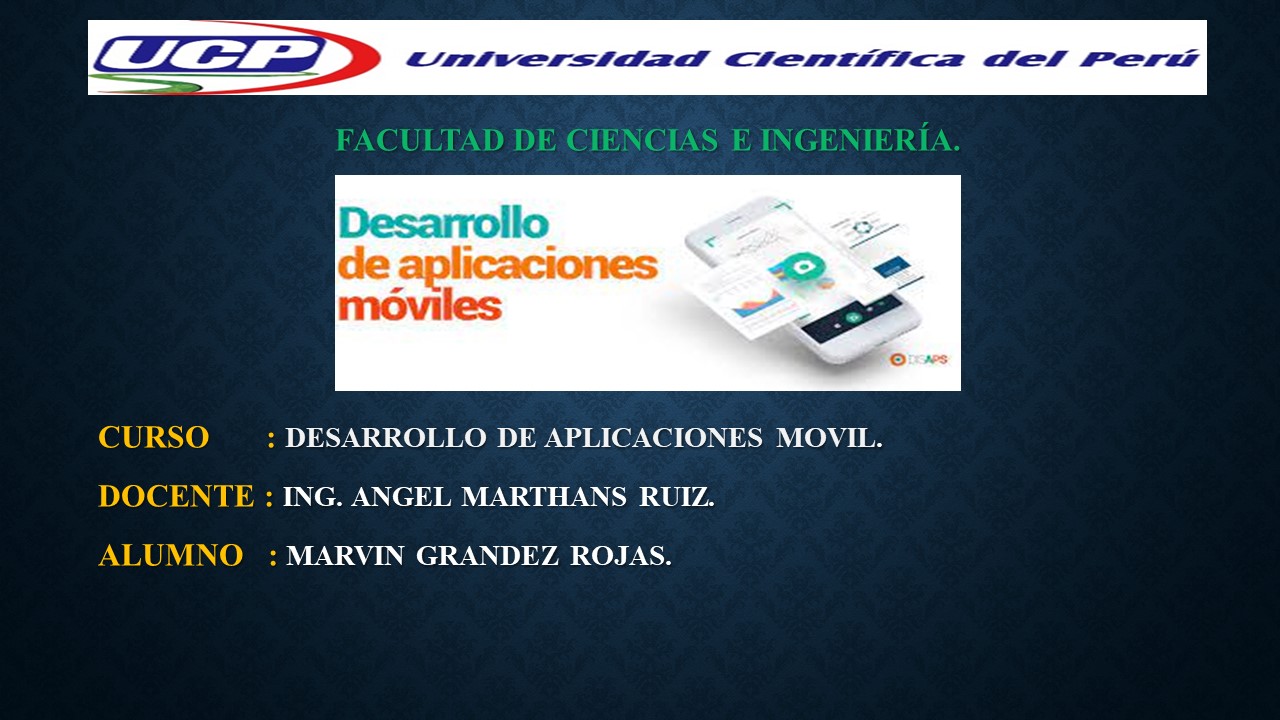 UCP Universidad Científica del Perú
FACULTAD DE CIENCIAS E INGENIERÍA.
Desarrollo
de aplicaciones
móviles
DISAPS
CURSO : DESARROLLO DE APLICACIONES MOVIL.
DOCENTE : ING. ANGEL MARTHANS RUIZ.
ALUMNO : MARVIN GRANDEZ ROJAS.